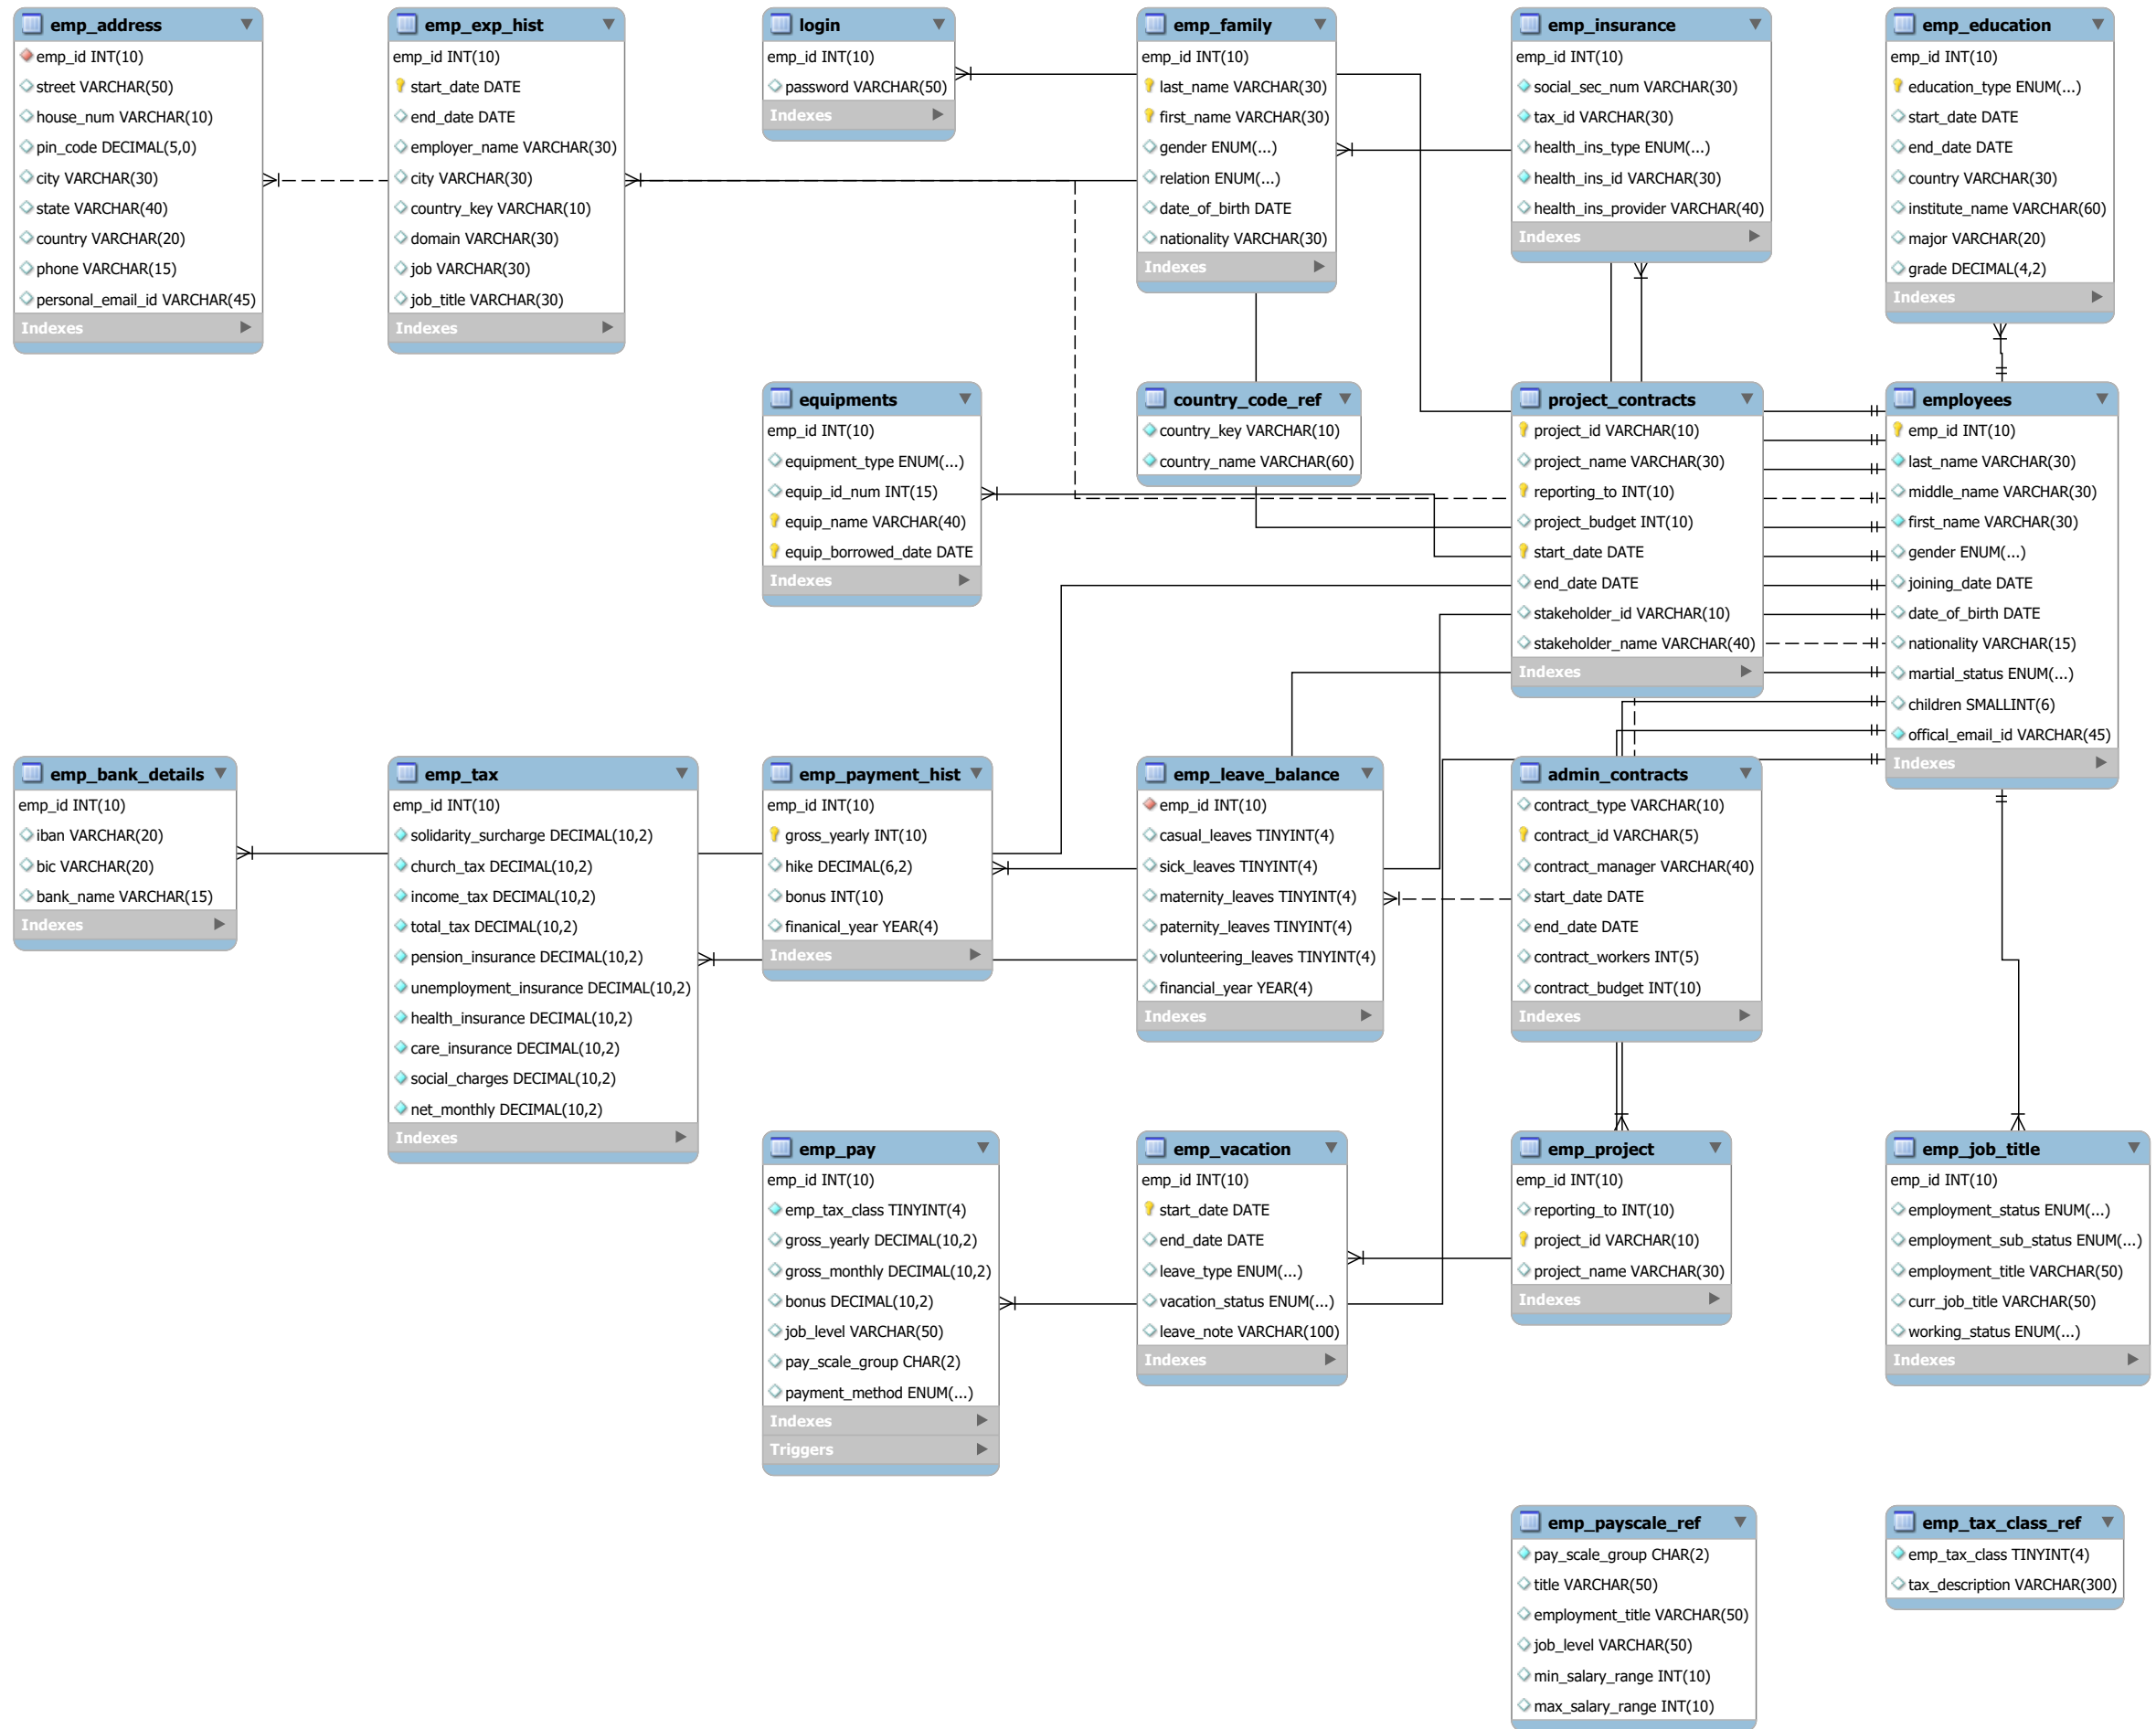 emp_address
emp_id INT(10)
street VARCHAR(50)
house_num VARCHAR(10)
pin_code DECIMAL(5,0)
city VARCHAR(30)
state VARCHAR(40)
country VARCHAR(20)
phone VARCHAR(15)
personal_email_id VARCHAR(45)
Indexes
emp_exp_hist
emp_id INT(10)
start_date DATE
end_date DATE
employer_name VARCHAR(30)
city VARCHAR(30)
country_key VARCHAR(10)
domain VARCHAR(30)
job VARCHAR(30)
job_title VARCHAR(30)
Indexes
login
emp_id INT(10)
password VARCHAR(50)
Indexes
emp_family
emp_id INT(10)
last_name VARCHAR(30)
first_name VARCHAR(30)
gender ENUM(...)
relation ENUM(...)
date_of_birth DATE
nationality VARCHAR(30)
Indexes
emp_insurance
emp_id INT(10)
social_sec_num VARCHAR(30)
tax_id VARCHAR(30)
health_ins_type ENUM(...)
health_ins_id VARCHAR(30)
health_ins_provider VARCHAR(40)
Indexes
emp_education
emp_id INT(10)
education_type ENUM(...)
start_date DATE
end_date DATE
country VARCHAR(30)
institute_name VARCHAR(60)
major VARCHAR(20)
grade DECIMAL(4,2)
Indexes
equipments
emp_id INT(10)
equipment_type ENUM(...)
equip_id_num INT(15)
equip_name VARCHAR(40)
equip_borrowed_date DATE
Indexes
country_code_ref
country_key VARCHAR(10)
country_name VARCHAR(60)
project_contracts
project_id VARCHAR(10)
project_name VARCHAR(30)
reporting_to INT(10)
project_budget INT(10)
start_date DATE
end_date DATE
stakeholder_id VARCHAR(10)
stakeholder_name VARCHAR(40)
Indexes
employees
emp_id INT(10)
last_name VARCHAR(30)
middle_name VARCHAR(30)
first_name VARCHAR(30)
gender ENUM(...)
joining_date DATE
date_of_birth DATE
nationality VARCHAR(15)
martial_status ENUM(...)
children SMALLINT(6)
offical_email_id VARCHAR(45)
Indexes
emp_bank_details
emp_id INT(10)
iban VARCHAR(20)
bic VARCHAR(20)
bank_name VARCHAR(15)
Indexes
emp_tax
emp_id INT(10)
solidarity_surcharge DECIMAL(10,2)
church_tax DECIMAL(10,2)
income_tax DECIMAL(10,2)
total_tax DECIMAL(10,2)
pension_insurance DECIMAL(10,2)
unemployment_insurance DECIMAL(10,2)
health_insurance DECIMAL(10,2)
care_insurance DECIMAL(10,2)
social_charges DECIMAL(10,2)
net_monthly DECIMAL(10,2)
Indexes
emp_payment_hist
emp_id INT(10)
gross_yearly INT(10)
hike DECIMAL(6,2)
bonus INT(10)
finanical_year YEAR(4)
Indexes
emp_leave_balance
emp_id INT(10)
casual_leaves TINYINT(4)
sick_leaves TINYINT(4)
maternity_leaves TINYINT(4)
paternity_leaves TINYINT(4)
volunteering_leaves TINYINT(4)
financial_year YEAR(4)
Indexes
admin_contracts
contract_type VARCHAR(10)
contract_id VARCHAR(5)
contract_manager VARCHAR(40)
start_date DATE
end_date DATE
contract_workers INT(5)
contract_budget INT(10)
Indexes
emp_pay
emp_id INT(10)
emp_tax_class TINYINT(4)
gross_yearly DECIMAL(10,2)
gross_monthly DECIMAL(10,2)
bonus DECIMAL(10,2)
job_level VARCHAR(50)
pay_scale_group CHAR(2)
payment_method ENUM(...)
Indexes
Triggers
emp_vacation
emp_id INT(10)
start_date DATE
end_date DATE
leave_type ENUM(...)
vacation_status ENUM(...)
leave_note VARCHAR(100)
Indexes
emp_project
emp_id INT(10)
reporting_to INT(10)
project_id VARCHAR(10)
project_name VARCHAR(30)
Indexes
emp_job_title
emp_id INT(10)
employment_status ENUM(...)
employment_sub_status ENUM(...)
employment_title VARCHAR(50)
curr_job_title VARCHAR(50)
working_status ENUM(...)
Indexes
emp_payscale_ref
pay_scale_group CHAR(2)
title VARCHAR(50)
employment_title VARCHAR(50)
job_level VARCHAR(50)
min_salary_range INT(10)
max_salary_range INT(10)
emp_tax_class_ref
emp_tax_class TINYINT(4)
tax_description VARCHAR(300)